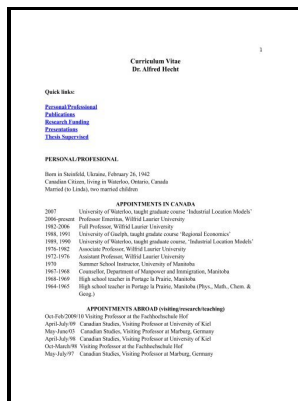 1
Curriculum Vitae
Dr. Alfred Hecht
Quick links:
Personal/Professional
Publications
Research Funding
Presentations
Thesis Supervised
PERSONAL/PROFESIONAL
Born in Steinfeld, Ukraine, February 26, 1942
Canadian Citizen, living in Waterloo, Ontario, Canada
Married (to Linda), two married children
APPOINTMENTS IN CANADA
2007 University of Waterloo, taught graduate course ‘Industrial Location Models’
2006-present Professor Emeritus, Wilfrid Laurier University
1982-2006 Full Professor, Wilfrid Laurier University
1988, 1991 University of Guelph, taught graduate course ‘Regional Economics’
1989, 1990 University of Waterloo, taught graduate course, ‘Industrial Location Models’
1976-1982 Associate Professor, Wilfrid Laurier University
1972-1976 Assistant Professor, Wilfrid Laurier University
1970 Summer School Instructor, University of Manitoba
1967-1968 Counsellor, Department of Manpower and Immigration, Manitoba
1968-1969 High school teacher in Portage la Prairie, Manitoba
1964-1965 High school teacher in Portage la Prairie, Manitoba (Phys., Math., Chem. &
Geog.)
APPOINTMENTS ABROAD (visiting/research/teaching)
Oct-Feb/2009/10 Visiting Professor at the Fachhochschule Hof
April-July/09 Canadian Studies, Visiting Professor at University of Kiel
May-June/03 Canadian Studies, Visiting Professor at Marburg, Germany
April-July/98 Canadian Studies, Visiting Professor at University of Kiel
Oct-March/98 Visiting Professor at the Fachhochschule Hof
May-July/97 Canadian Studies, Visiting Professor at Marburg, Germany